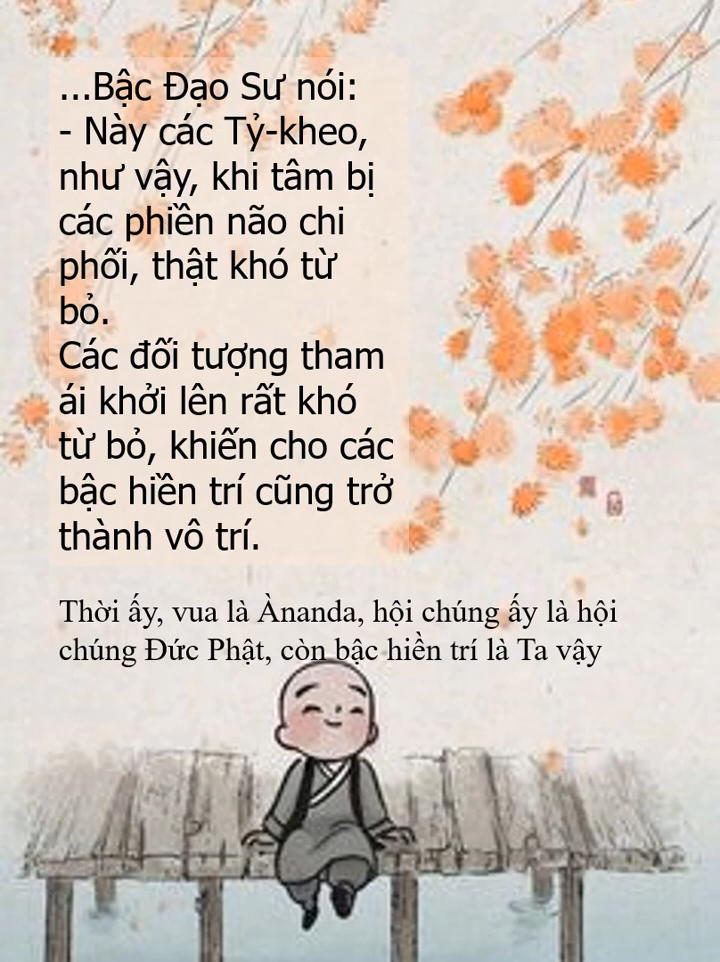 ...Bậc Đạo Sư nói:
- Này các Tỷ-kheo,
như vậy, khi tâm bị
các phiền não chi
phối, thật khó từ
bỏ.
Các đối tượng tham
ái khởi lên rất khó
từ bỏ, khiến cho các
bậc hiền trí cũng trở
thành vô trí.
Thời ấy, vua là Ànanda, hội chúng ấy là hội
chúng Đức Phật, còn bậc hiền trí là Ta vậy